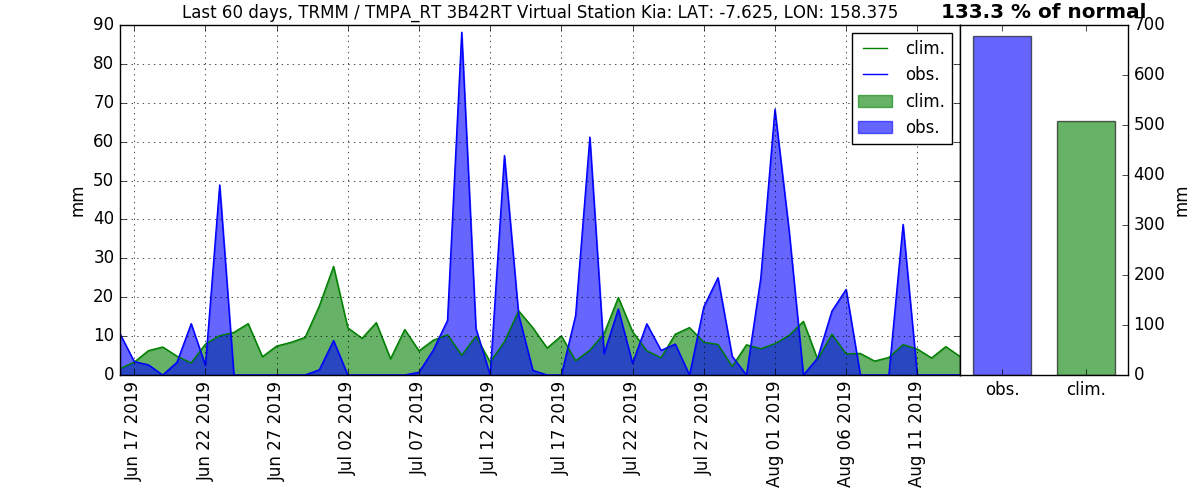 Last 60 days, TRMM / TMPA_RT 3B42RT Virtual Station Kia: LAT: -7.625, LON: 158.375
133.3 % of normal
90
80
70
60
50
40
30
20
10
0
mm
clim.
obs.
clim.
obs.
700
600
500
400
300
200
100
0
mm
obs.
clim.
Jun 17 2019
Jun 22 2019
Jun 27 2019
Jul 02 2019
Jul 07 2019
Jul 12 2019
Jul 17 2019
Jul 22 2019
Jul 27 2019
Aug 01 2019
Aug 06 2019
Aug 11 2019